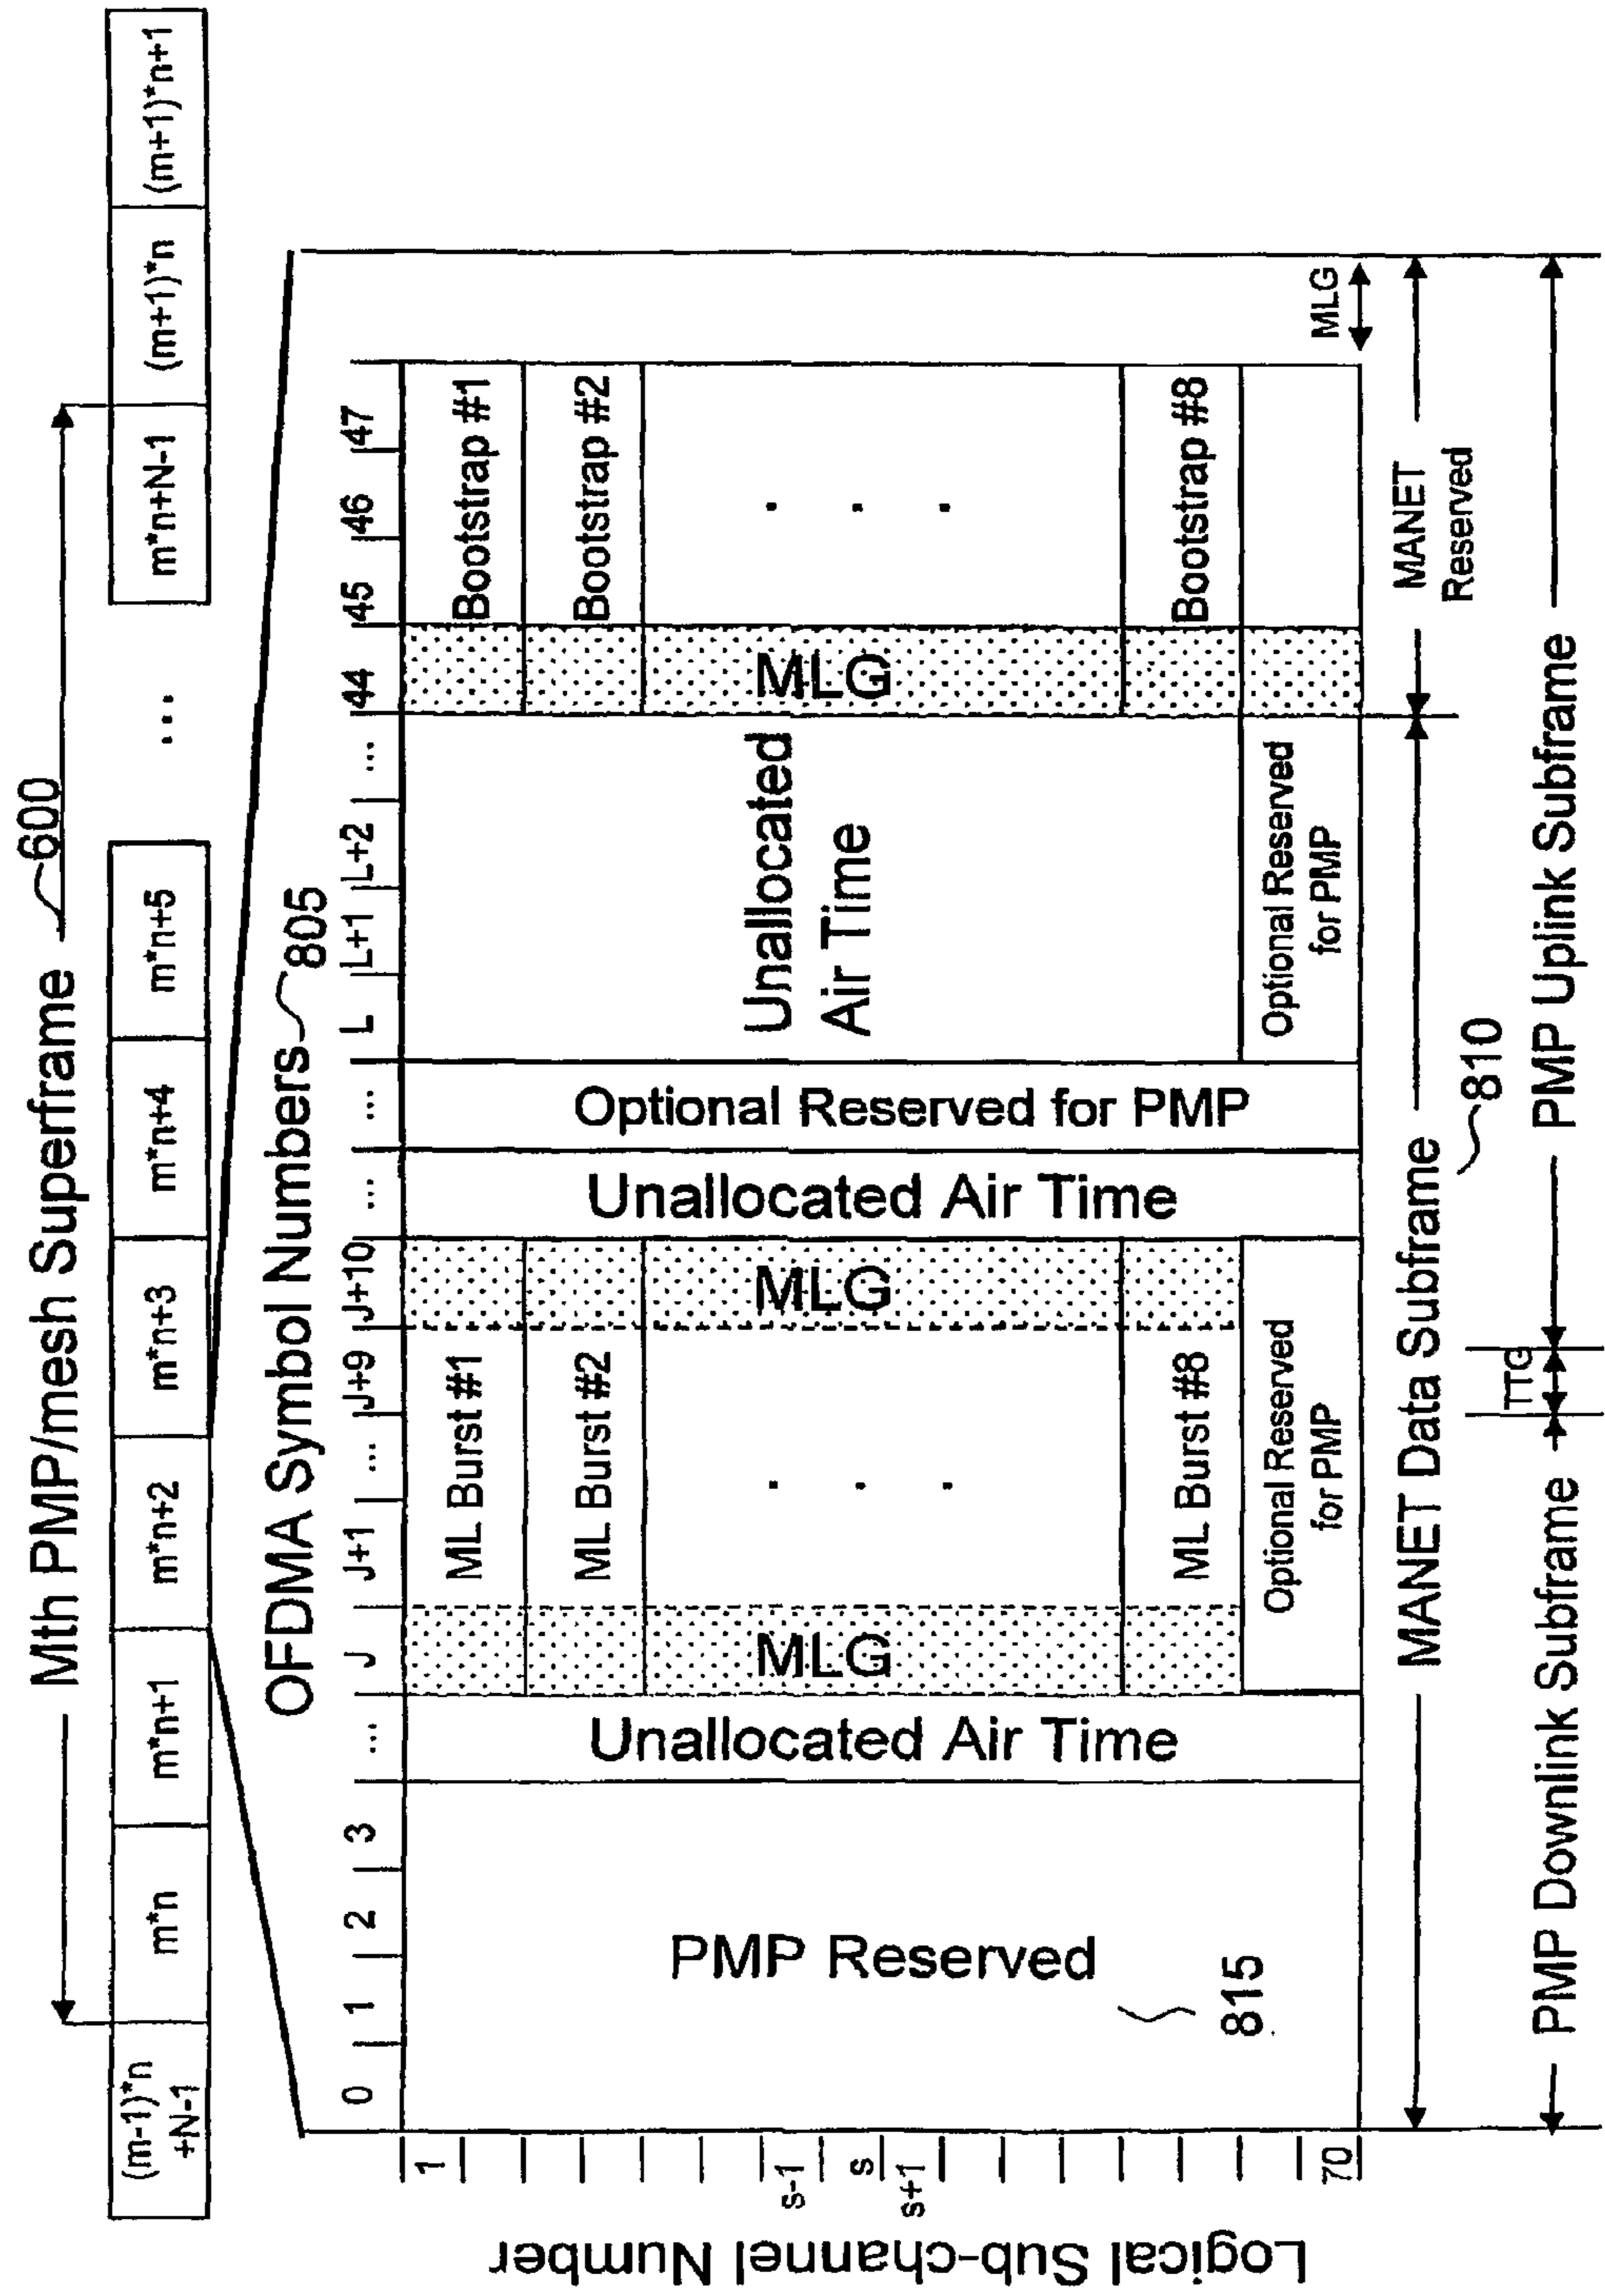 Mth PMP/mesh Superframe
600
(m-1)*n
+N-1
m*n
m*n+1
m*n+2
m*n+3
m*n+4
m*n+5
...
m*n+N-1
(m+1)*n
(m+1)*n+1
OFDMA Symbol Numbers
805
0
1
2
3
...
J
J+1
...
J+9
J+10
...
...
L
L+1
L+2
...
44
45
46
47
Logical Sub-channel Number
1
s-1
s
s+1
70
PMP Reserved
815
Unallocated Air Time
MLG
ML Burst #1
ML Burst #2
. . .
ML Burst #8
MLG
Optional Reserved
for PMP
Unallocated Air Time
Optional Reserved for PMP
Unallocated
Air Time
Optional Reserved
for PMP
MLG
Bootstrap #1
Bootstrap #2
. . .
Bootstrap #8
MLG
MANET Data Subframe
810
MANET
Reserved
PMP Downlink Subframe
TTG
PMP Uplink Subframe